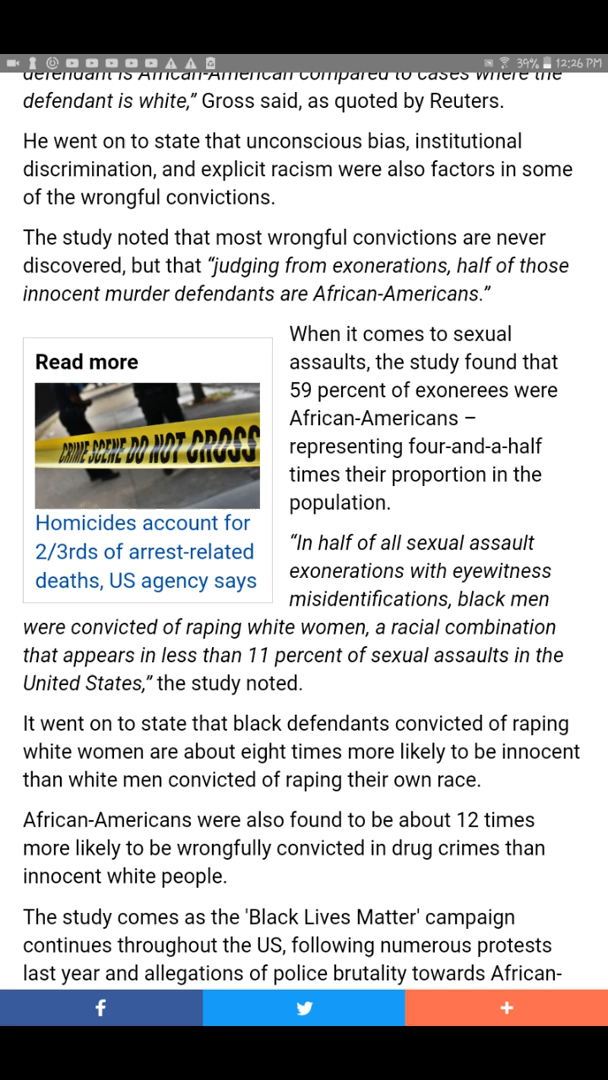 39% 12:26 PM
defendant is African-American compared to cases where the
defendant is white,” Gross said, as quoted by Reuters.
He went on to state that unconscious bias, institutional
discrimination, and explicit racism were also factors in some
of the wrongful convictions.
The study noted that most wrongful convictions are never
discovered, but that “judging from exonerations, half of those
innocent murder defendants are African-Americans.”
Read more
CRIME SCENE DO NOT CROSS
Homicides account for
2/3rds of arrest-related
deaths, US agency says
When it comes to sexual
assaults, the study found that
59 percent of exonerees were
African-Americans –
representing four-and-a-half
times their proportion in the
population.
“In half of all sexual assault
exonerations with eyewitness
misidentifications, black men
were convicted of raping white women, a racial combination
that appears in less than 11 percent of sexual assaults in the
United States,” the study noted.
It went on to state that black defendants convicted of raping
white women are about eight times more likely to be innocent
than white men convicted of raping their own race.
African-Americans were also found to be about 12 times
more likely to be wrongfully convicted in drug crimes than
innocent white people.
The study comes as the 'Black Lives Matter' campaign
continues throughout the US, following numerous protests
last year and allegations of police brutality towards African-